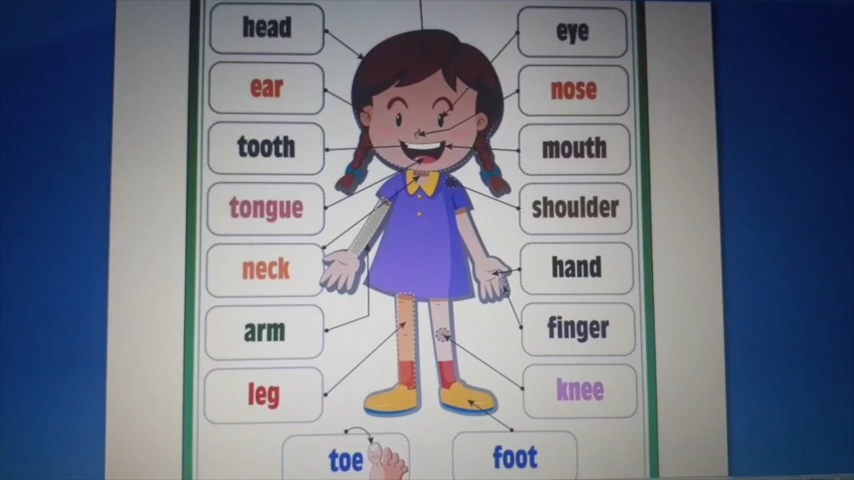 head
ear
tooth
tongue
neck
arm
leg
toe
eye
nose
mouth
shoulder
hand
finger
knee
foot